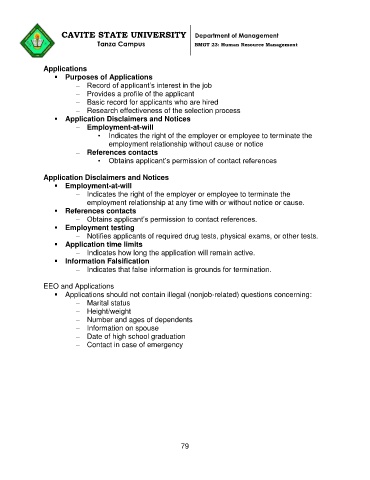 CAVITE STATE UNIVERSITY
Tanza Campus
Department of Management
BMGT 23: Human Resource Management
Applications
▪ Purposes of Applications
– Record of applicant's interest in the job
– Provides a profile of the applicant
– Basic record for applicants who are hired
– Research effectiveness of the selection process
▪ Application Disclaimers and Notices
– Employment-at-will
• Indicates the right of the employer or employee to terminate the
employment relationship without cause or notice
– References contacts
• Obtains applicant's permission of contact references
Application Disclaimers and Notices
▪ Employment-at-will
– Indicates the right of the employer or employee to terminate the
employment relationship at any time with or without notice or cause.
▪ References contacts
– Obtains applicant's permission to contact references.
▪ Employment testing
– Notifies applicants of required drug tests, physical exams, or other tests.
▪ Application time limits
– Indicates how long the application will remain active.
▪ Information Falsification
– Indicates that false information is grounds for termination.
EEO and Applications
▪ Applications should not contain illegal (nonjob-related) questions concerning:
– Marital status
– Height/weight
– Number and ages of dependents
– Information on spouse
– Date of high school graduation
– Contact in case of emergency
79